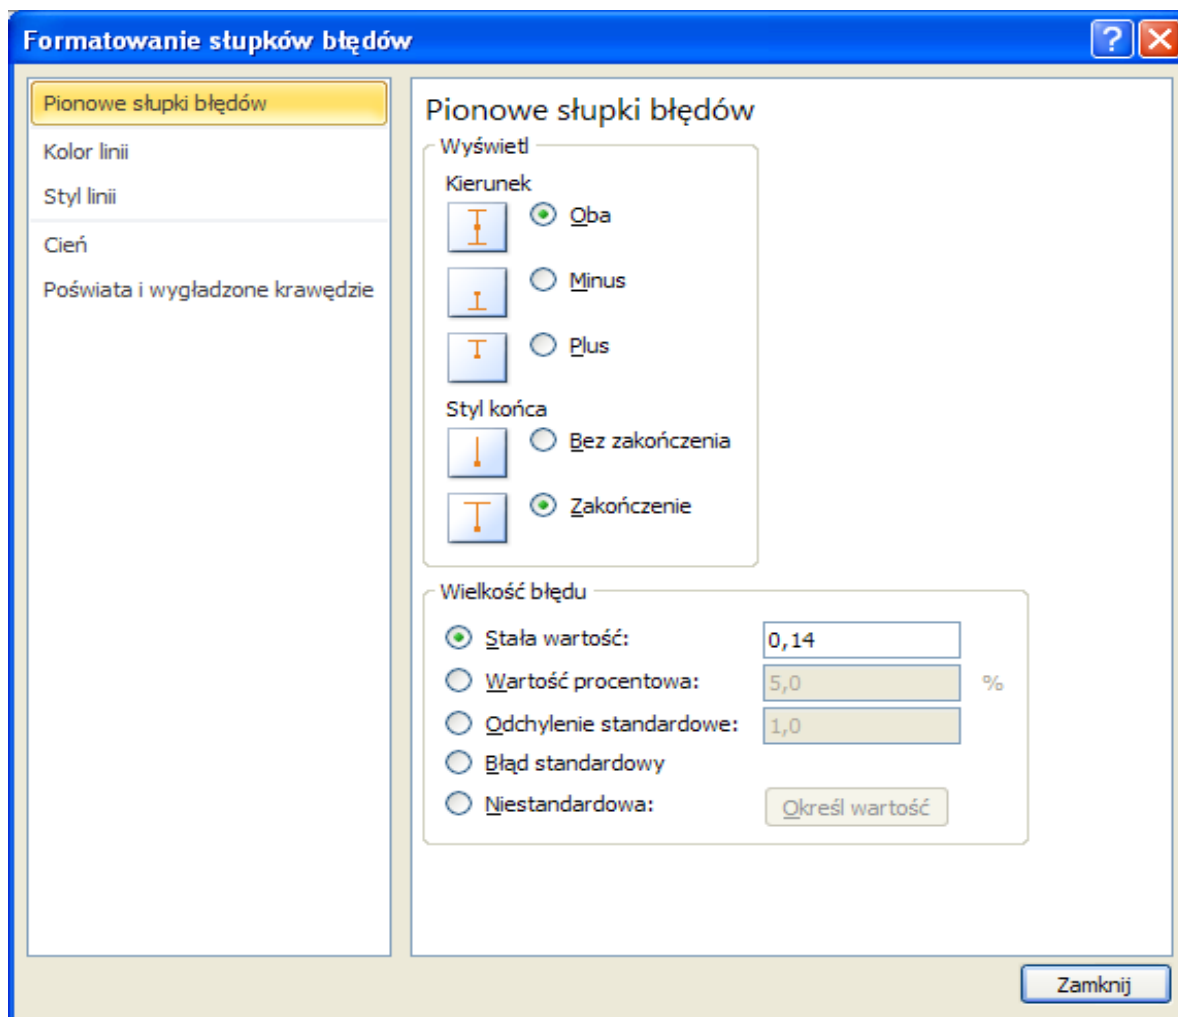 Formatowanie słupków błędów
Pionowe słupki błędów
Kolor linii
Styl linii
Cień
Poświata i wygładzone krawędzie
Pionowe słupki błędów
Wyświetl
Kierunek
Oba
Minus
Plus
Styl końca
Bez zakończenia
Zakończenie
Wielkość błędu
Stała wartość: 0,14
Wartość procentowa: 5,0 %
Odchylenie standardowe: 1,0
Błąd standardowy
Niestandardowa: Określ wartość
Zamknij